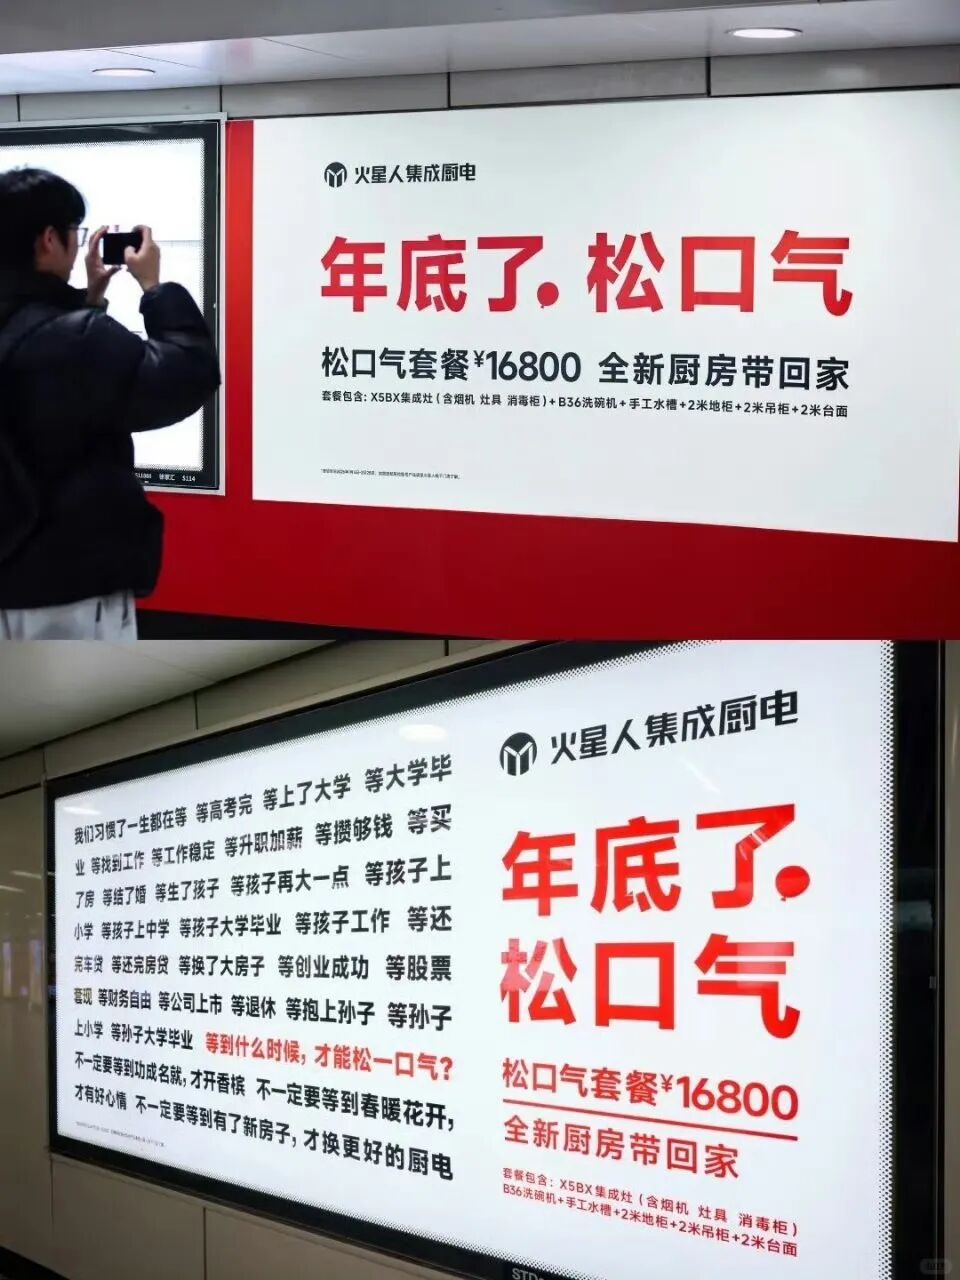 火星人集成厨电
年底了.松口气
松口气套餐¥16800 全新厨房带回家
套餐包含: X5BX集成灶(含烟机 灶具 消毒柜)+B36洗碗机+手工水槽+2米地柜+2米吊柜+2米台面
徐家汇 S114
火星人集成厨电
我们习惯了一生都在等 等高考完 等上了大学 等大学毕
业 等找到工作 等工作稳定 等升职加薪 等攒够钱 等买
了房 等结了婚 等生了孩子 等孩子再大一点 等孩子上
小学 等孩子上中学 等孩子大学毕业 等孩子工作 等还
完车贷 等还完房贷 等换了大房子 等创业成功 等股票
套现 等财务自由 等公司上市 等退休 等抱上孙子 等孙子
上小学 等孙子大学毕业 等到什么时候,才能松一口气?
不一定要等到功成名就,才开香槟 不一定要等到春暖花开,
才有好心情 不一定要等到有了新房子,才换更好的厨电
年底了.
松口气
松口气套餐¥16800
全新厨房带回家
套餐包含: X5BX集成灶(含烟机 灶具 消毒柜)
B36洗碗机+手工水槽+2米地柜+2米吊柜+2米台面